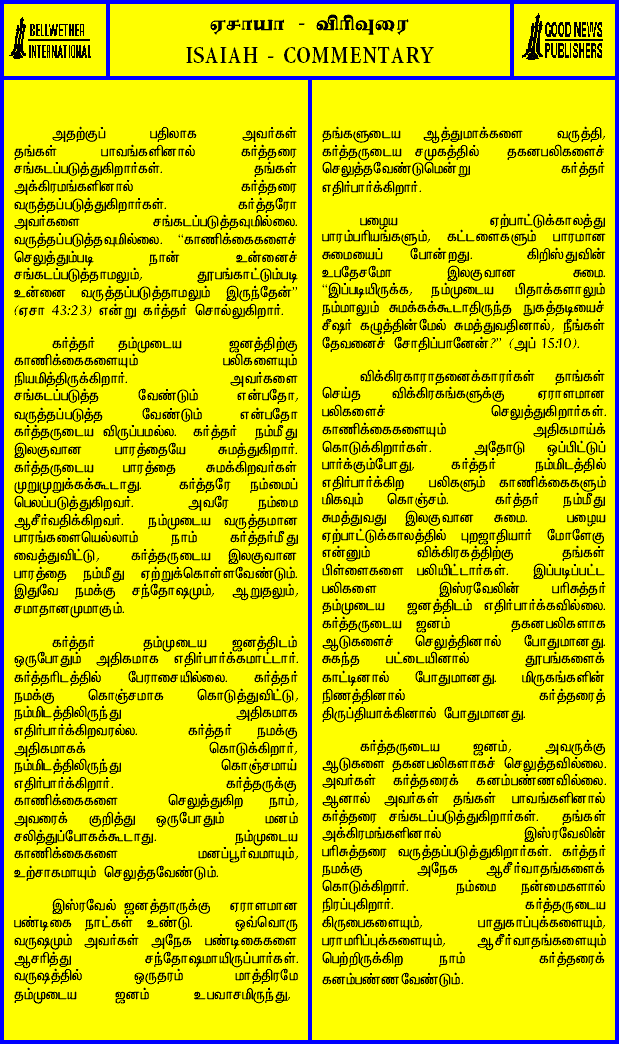 BELLWETHER
INTERNATIONAL
ஏசாயா - விரிவுரை
ISAIAH - COMMENTARY
GOOD NEWS
PUBLISHERS
அதற்குப் பதிலாக அவர்கள்
தங்கள் பாவங்களினால் கர்த்தரை
சங்கடப்படுத்துகிறார்கள். தங்கள்
அக்கிரமங்களினால் கர்த்தரை
வருத்தப்படுத்துகிறார்கள். கர்த்தரோ
அவர்களை சங்கடப்படுத்தவுமில்லை.
வருத்தப்படுத்தவுமில்லை. “காணிக்கைகளைச்
செலுத்தும்படி நான் உன்னைச்
சங்கடப்படுத்தாமலும், தூபங்காட்டும்படி
உன்னை வருத்தப்படுத்தாமலும் இருந்தேன்”
(ஏசா 43:23) என்று கர்த்தர் சொல்லுகிறார்.
கர்த்தர் தம்முடைய ஜனத்திற்கு
காணிக்கைகளையும் பலிகளையும்
நியமித்திருக்கிறார். அவர்களை
சங்கடப்படுத்த வேண்டும் என்பதோ,
வருத்தப்படுத்த வேண்டும் என்பதோ
கர்த்தருடைய விருப்பமல்ல. கர்த்தர் நம்மீது
இலகுவான பாரத்தையே சுமத்துகிறார்.
கர்த்தருடைய பாரத்தை சுமக்கிறவர்கள்
முறுமுறுக்கக்கூடாது. கர்த்தரே நம்மைப்
பெலப்படுத்துகிறவர். அவரே நம்மை
ஆசீர்வதிக்கிறவர். நம்முடைய வருத்தமான
பாரங்களையெல்லாம் நாம் கர்த்தர்மீது
வைத்துவிட்டு, கர்த்தருடைய இலகுவான
பாரத்தை நம்மீது ஏற்றுக்கொள்ளவேண்டும்.
இதுவே நமக்கு சந்தோஷமும், ஆறுதலும்,
சமாதானமுமாகும்.
கர்த்தர் தம்முடைய ஜனத்திடம்
ஒருபோதும் அதிகமாக எதிர்பார்க்கமாட்டார்.
கர்த்தரிடத்தில் பேராசையில்லை. கர்த்தர்
நமக்கு கொஞ்சமாக கொடுத்துவிட்டு,
நம்மிடத்திலிருந்து அதிகமாக
எதிர்பார்க்கிறவரல்ல. கர்த்தர் நமக்கு
அதிகமாகக் கொடுக்கிறார்,
நம்மிடத்திலிருந்து கொஞ்சமாய்
எதிர்பார்க்கிறார். கர்த்தருக்கு
காணிக்கைகளை செலுத்துகிற நாம்,
அவரைக் குறித்து ஒருபோதும் மனம்
சலித்துப்போகக்கூடாது. நம்முடைய
காணிக்கைகளை மனப்பூர்வமாயும்,
உற்சாகமாயும் செலுத்தவேண்டும்.
இஸ்ரவேல் ஜனத்தாருக்கு ஏராளமான
பண்டிகை நாட்கள் உண்டு. ஒவ்வொரு
வருஷமும் அவர்கள் அநேக பண்டிகைகளை
ஆசரித்து சந்தோஷமாயிருப்பார்கள்.
வருஷத்தில் ஒருதரம் மாத்திரமே
தம்முடைய ஜனம் உபவாசமிருந்து,
தங்களுடைய ஆத்துமாக்களை வருத்தி,
கர்த்தருடைய சமுகத்தில் தகனபலிகளைச்
செலுத்தவேண்டுமென்று கர்த்தர்
எதிர்பார்க்கிறார்.
பழைய ஏற்பாட்டுக்காலத்து
பாரம்பரியங்களும், கட்டளைகளும் பாரமான
சுமையைப் போன்றது. கிறிஸ்துவின்
உபதேசமோ இலகுவான சுமை.
“இப்படியிருக்க, நம்முடைய பிதாக்களாலும்
நம்மாலும் சுமக்கக்கூடாதிருந்த நுகத்தடியைச்
சீஷர் கழுத்தின்மேல் சுமத்துவதினால், நீங்கள்
தேவனைச் சோதிப்பானேன்?” (அப் 15:10).
விக்கிரகாராதனைக்காரர்கள் தாங்கள்
செய்த விக்கிரகங்களுக்கு ஏராளமான
பலிகளைச் செலுத்துகிறார்கள்.
காணிக்கைகளையும் அதிகமாய்க்
கொடுக்கிறார்கள். அதோடு ஒப்பிட்டுப்
பார்க்கும்போது, கர்த்தர் நம்மிடத்தில்
எதிர்பார்க்கிற பலிகளும் காணிக்கைகளும்
மிகவும் கொஞ்சம். கர்த்தர் நம்மீது
சுமத்துவது இலகுவான சுமை. பழைய
ஏற்பாட்டுக்காலத்தில் புறஜாதியார் மோளேகு
என்னும் விக்கிரகத்திற்கு தங்கள்
பிள்ளைகளை பலியிட்டார்கள். இப்படிப்பட்ட
பலிகளை இஸ்ரவேலின் பரிசுத்தர்
தம்முடைய ஜனத்திடம் எதிர்பார்க்கவில்லை.
கர்த்தருடைய ஜனம் தகனபலிகளாக
ஆடுகளைச் செலுத்தினால் போதுமானது.
சுகந்த பட்டையினால் தூபங்களைக்
காட்டினால் போதுமானது. மிருகங்களின்
நிணத்தினால் கர்த்தரைத்
திருப்தியாக்கினால் போதுமானது.
கர்த்தருடைய ஜனம், அவருக்கு
ஆடுகளை தகனபலிகளாகச் செலுத்தவில்லை.
அவர்கள் கர்த்தரைக் கனம்பண்ணவில்லை.
ஆனால் அவர்கள் தங்கள் பாவங்களினால்
கர்த்தரை சங்கடப்படுத்துகிறார்கள். தங்கள்
அக்கிரமங்களினால் இஸ்ரவேலின்
பரிசுத்தரை வருத்தப்படுத்துகிறார்கள். கர்த்தர்
நமக்கு அநேக ஆசீர்வாதங்களைக்
கொடுக்கிறார். நம்மை நன்மைகளால்
நிரப்புகிறார். கர்த்தருடைய
கிருபைகளையும், பாதுகாப்புக்களையும்,
பராமரிப்புக்களையும், ஆசீர்வாதங்களையும்
பெற்றிருக்கிற நாம் கர்த்தரைக்
கனம்பண்ணவேண்டும்.